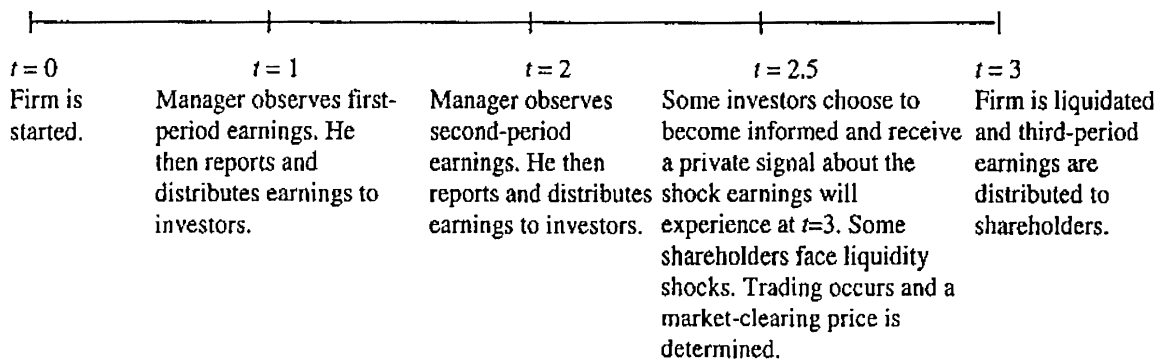 t = 0
Firm is
started.
t = 1
Manager observes first-
period earnings. He
then reports and
distributes earnings to
investors.
t = 2
Manager observes
second-period
earnings. He then
reports and distributes
earnings to investors.
t = 2.5
Some investors choose to
become informed and receive
a private signal about the
shock earnings will
experience at t=3. Some
shareholders face liquidity
shocks. Trading occurs and a
market-clearing price is
determined.
t = 3
Firm is liquidated
and third-period
earnings are
distributed to
shareholders.